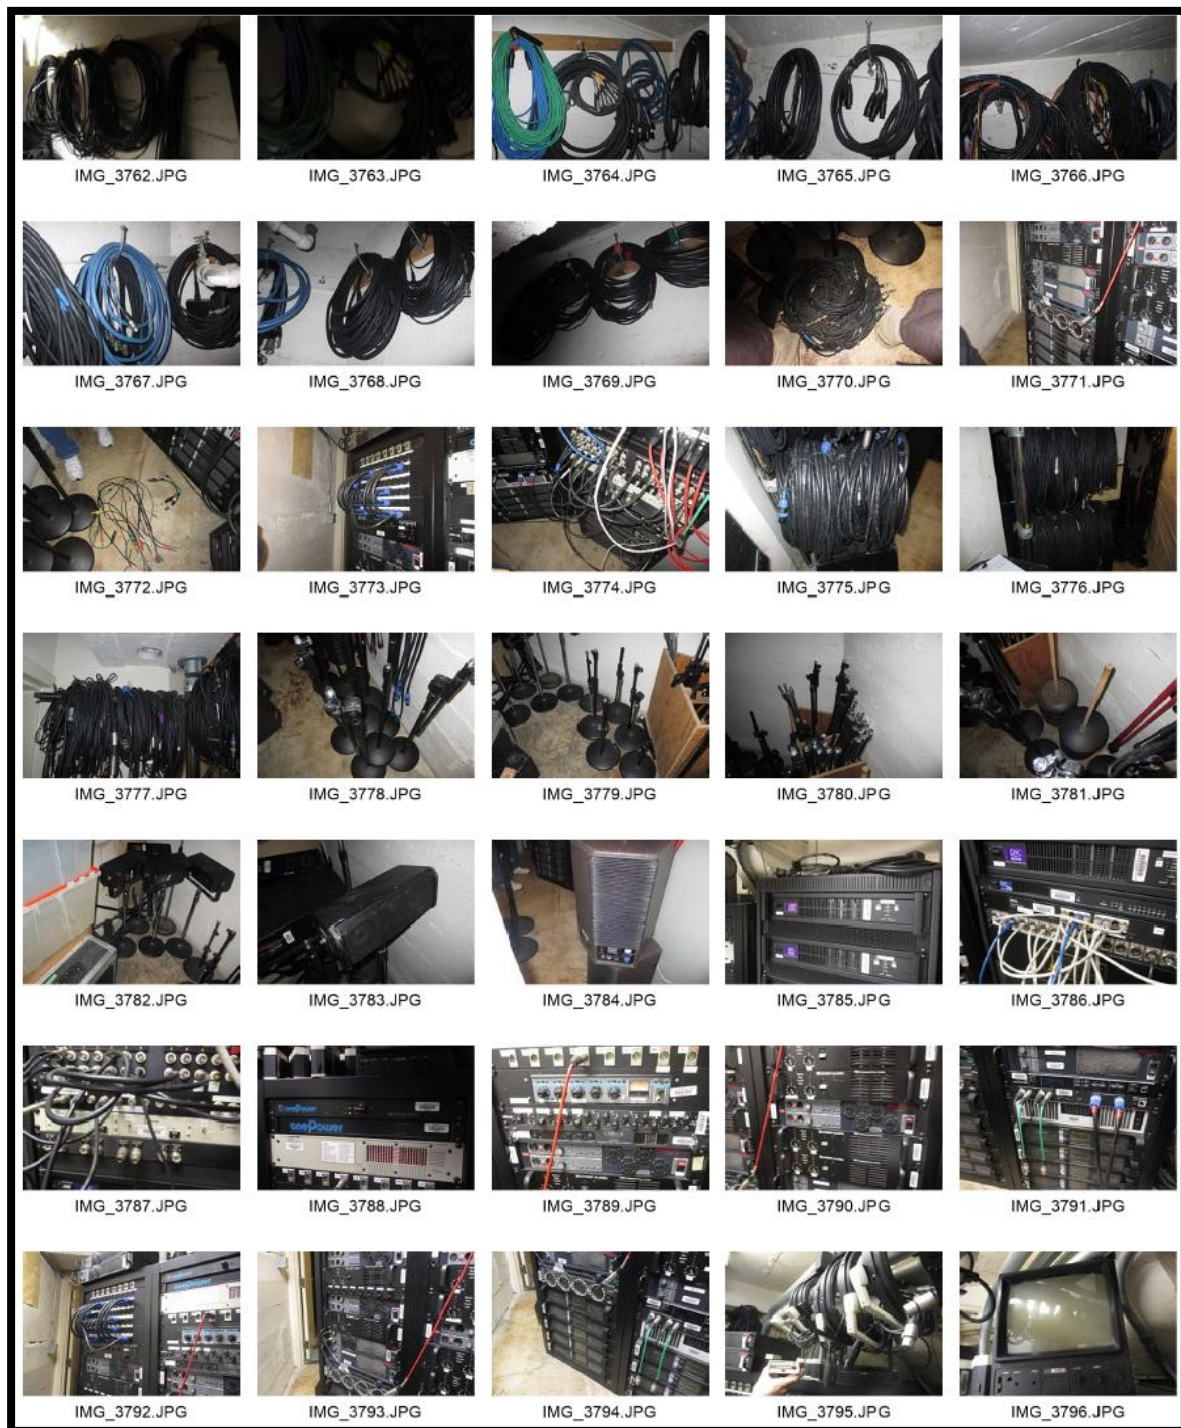 IMG_3762.JPG IMG_3763.JPG IMG_3764.JPG IMG_3765.JPG IMG_3766.JPG
IMG_3767.JPG IMG_3768.JPG IMG_3769.JPG IMG_3770.JPG IMG_3771.JPG
IMG_3772.JPG IMG_3773.JPG IMG_3774.JPG IMG_3775.JPG IMG_3776.JPG
IMG_3777.JPG IMG_3778.JPG IMG_3779.JPG IMG_3780.JPG IMG_3781.JPG
IMG_3782.JPG IMG_3783.JPG IMG_3784.JPG IMG_3785.JPG IMG_3786.JPG
onePower
onePower
IMG_3787.JPG IMG_3788.JPG IMG_3789.JPG IMG_3790.JPG IMG_3791.JPG
IMG_3792.JPG IMG_3793.JPG IMG_3794.JPG IMG_3795.JPG IMG_3796.JPG